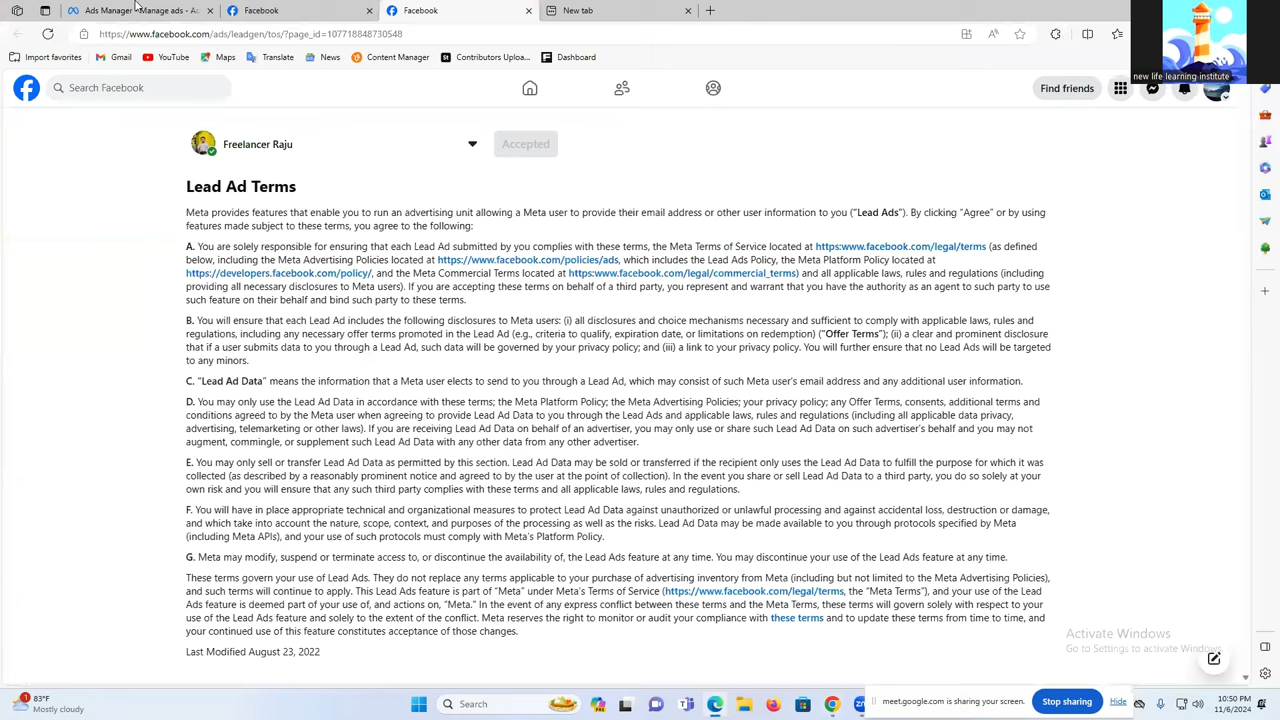 Ads Manager - Manage ads - Ad
Facebook
Facebook
New tab
https://www.facebook.com/ads/leadgen/tos/?page_id=107718848730548
Import favorites
Gmail
YouTube
Maps
Translate
News
Content Manager
Contributors Uploa...
Dashboard
new life learning institute
Search Facebook
Find friends
Freelancer Raju
Accepted
Lead Ad Terms
Meta provides features that enable you to run an advertising unit allowing a Meta user to provide their email address or other user information to you ("Lead Ads"). By clicking "Agree" or by using
features made subject to these terms, you agree to the following:
A. You are solely responsible for ensuring that each Lead Ad submitted by you complies with these terms, the Meta Terms of Service located at https:www.facebook.com/legal/terms (as defined
below, including the Meta Advertising Policies located at https://www.facebook.com/policies/ads, which includes the Lead Ads Policy, the Meta Platform Policy located at
https://developers.facebook.com/policy/, and the Meta Commercial Terms located at https:www.facebook.com/legal/commercial_terms) and all applicable laws, rules and regulations (including
providing all necessary disclosures to Meta users). If you are accepting these terms on behalf of a third party, you represent and warrant that you have the authority as an agent to such party to use
such feature on their behalf and bind such party to these terms.
B. You will ensure that each Lead Ad includes the following disclosures to Meta users: (i) all disclosures and choice mechanisms necessary and sufficient to comply with applicable laws, rules and
regulations, including any necessary offer terms promoted in the Lead Ad (e.g., criteria to qualify, expiration date, or limitations on redemption) ("Offer Terms"); (ii) a clear and prominent disclosure
that if a user submits data to you through a Lead Ad, such data will be governed by your privacy policy; and (iii) a link to your privacy policy. You will further ensure that no Lead Ads will be targeted
to any minors.
C. "Lead Ad Data" means the information that a Meta user elects to send to you through a Lead Ad, which may consist of such Meta user's email address and any additional user information.
D. You may only use the Lead Ad Data in accordance with these terms; the Meta Platform Policy; the Meta Advertising Policies; your privacy policy; any Offer Terms, consents, additional terms and
conditions agreed to by the Meta user when agreeing to provide Lead Ad Data to you through the Lead Ads and applicable laws, rules and regulations (including all applicable data privacy,
advertising, telemarketing or other laws). If you are receiving Lead Ad Data on behalf of an advertiser, you may only use or share such Lead Ad Data on such advertiser's behalf and you may not
augment, commingle, or supplement such Lead Ad Data with any other data from any other advertiser.
E. You may only sell or transfer Lead Ad Data as permitted by this section. Lead Ad Data may be sold or transferred if the recipient only uses the Lead Ad Data to fulfill the purpose for which it was
collected (as described by a reasonably prominent notice and agreed to by the user at the point of collection). In the event you share or sell Lead Ad Data to a third party, you do so solely at your
own risk and you will ensure that any such third party complies with these terms and all applicable laws, rules and regulations.
F. You will have in place appropriate technical and organizational measures to protect Lead Ad Data against unauthorized or unlawful processing and against accidental loss, destruction or damage,
and which take into account the nature, scope, context, and purposes of the processing as well as the risks. Lead Ad Data may be made available to you through protocols specified by Meta
(including Meta APIs), and your use of such protocols must comply with Meta's Platform Policy.
G. Meta may modify, suspend or terminate access to, or discontinue the availability of, the Lead Ads feature at any time. You may discontinue your use of the Lead Ads feature at any time.
These terms govern your use of Lead Ads. They do not replace any terms applicable to your purchase of advertising inventory from Meta (including but not limited to the Meta Advertising Policies),
and such terms will continue to apply. This Lead Ads feature is part of "Meta" under Meta's Terms of Service (https://www.facebook.com/legal/terms, the "Meta Terms"), and your use of the Lead
Ads feature is deemed part of your use of, and actions on, "Meta." In the event of any express conflict between these terms and the Meta Terms, these terms will govern solely with respect to your
use of the Lead Ads feature and solely to the extent of the conflict. Meta reserves the right to monitor or audit your compliance with these terms and to update these terms from time to time, and
your continued use of this feature constitutes acceptance of those changes.
Last Modified August 23, 2022
Activate Windows
Go to Settings to activate Windows.
1
83°F
Mostly cloudy
Search
meet.google.com is sharing your screen.
Stop sharing
Hide
10:50 PM
11/6/2024